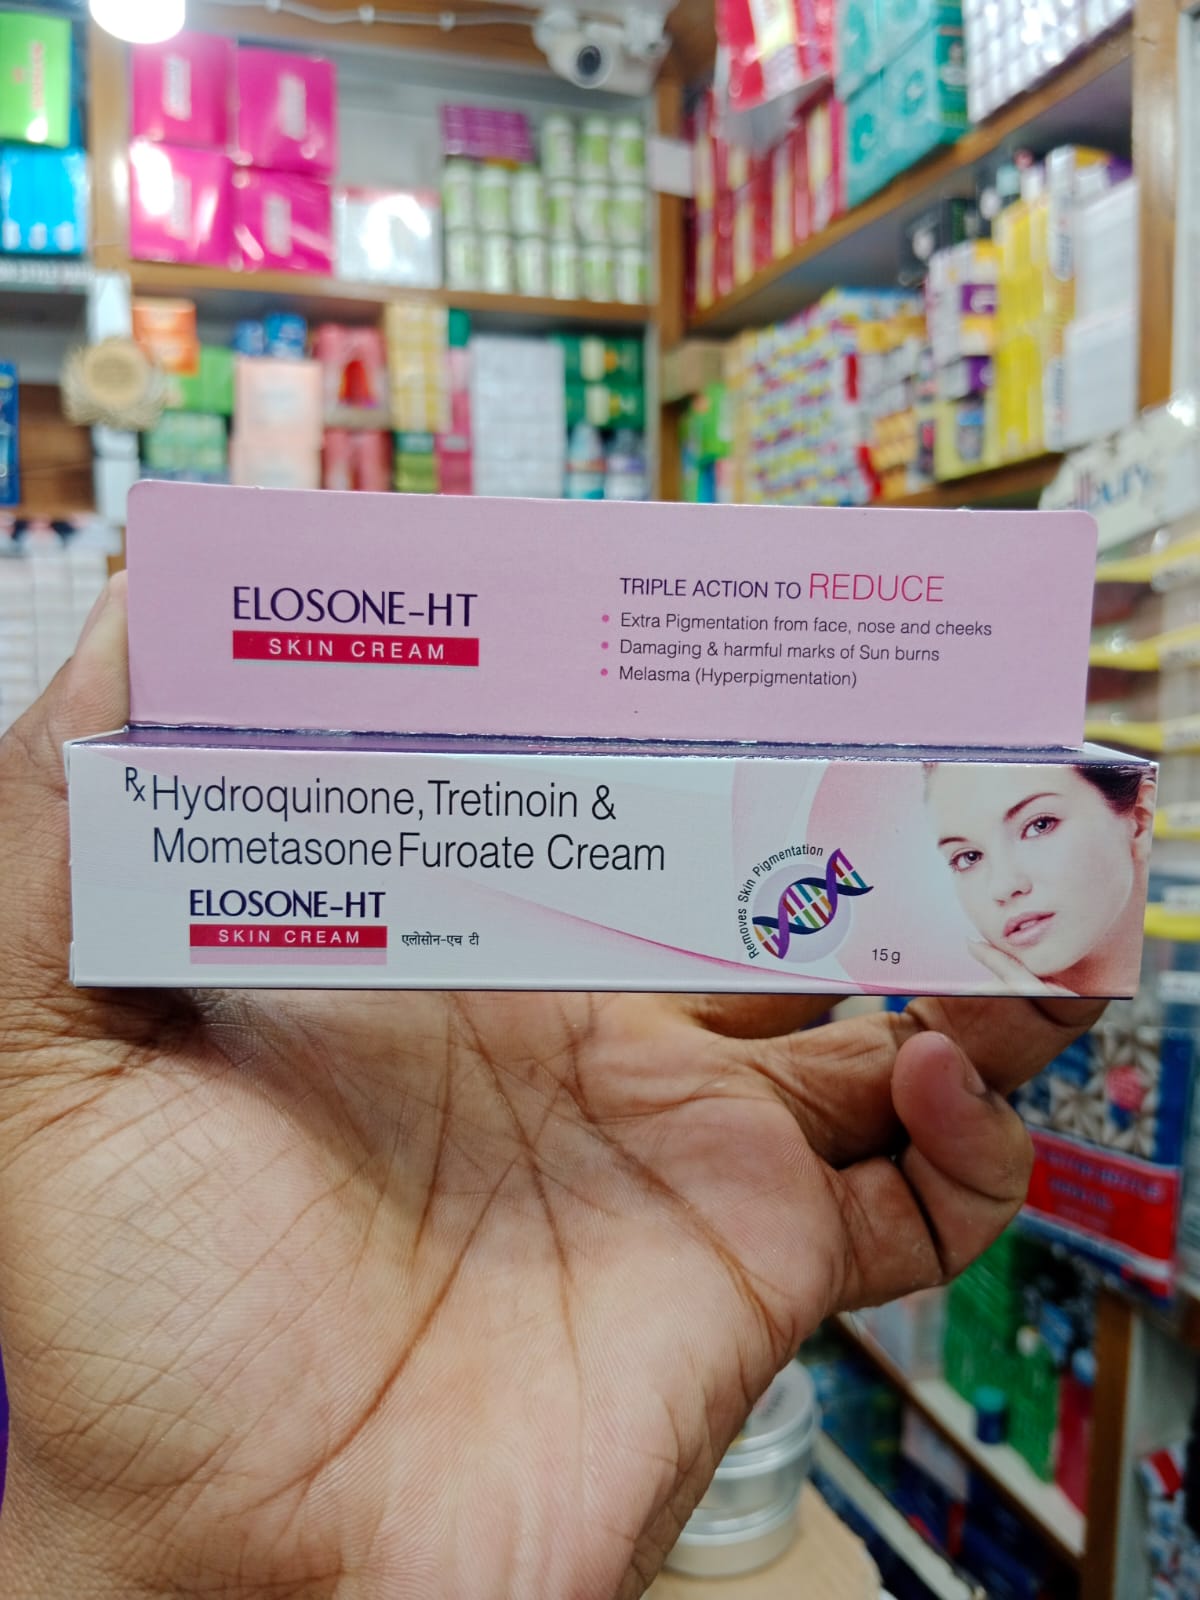 ELOSONE-HT
SKIN CREAM
TRIPLE ACTION TO REDUCE
• Extra Pigmentation from face, nose and cheeks
• Damaging & harmful marks of Sun burns
• Melasma (Hyperpigmentation)
Rx Hydroquinone, Tretinoin &
Mometasone Furoate Cream
ELOSONE-HT
SKIN CREAM
एलोसोन-एच टी
Removes Skin Pigmentation
15g